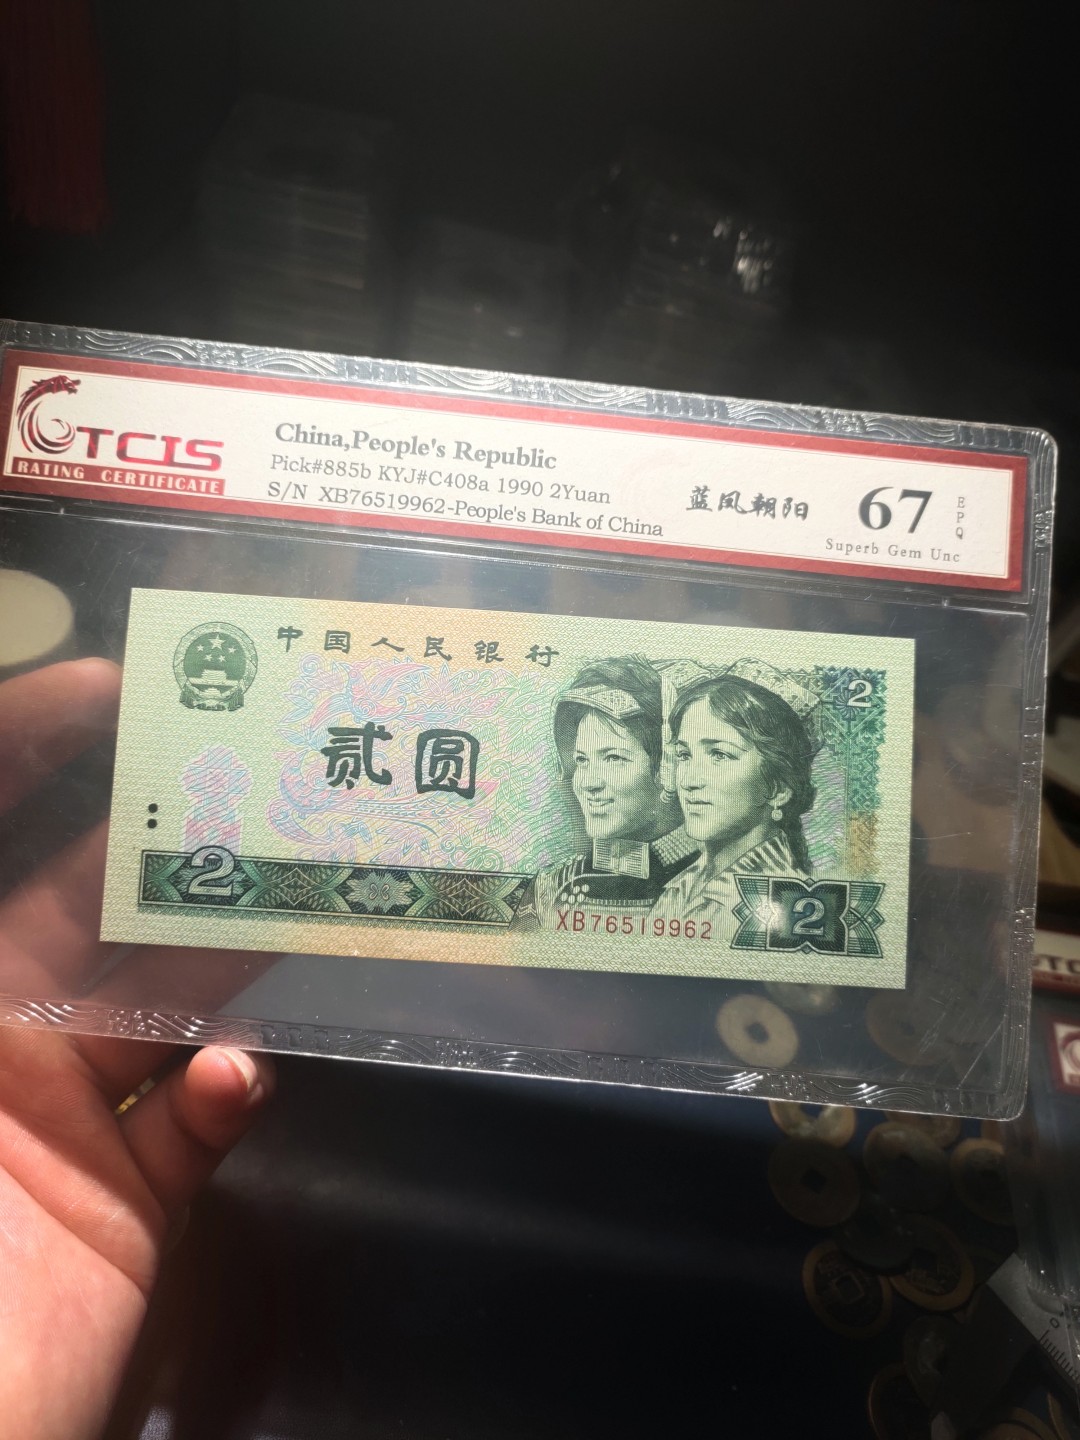 TCIS
RATING CERTIFICATE
China,People's Republic
Pick#885b KYJ#C408a 1990 2Yuan
S/N XB76519962-People's Bank of China
蓝凤朝阳
67
EPQ
Superb Gem Unc
中国人民银行
贰圆
2
2
XB76519962
2
TCIS